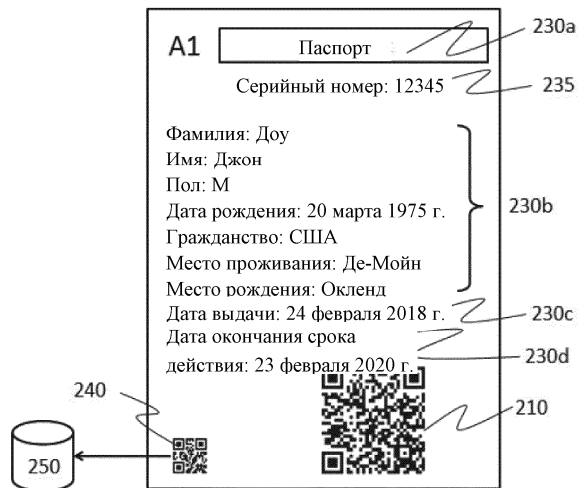 230a
A1
Паспорт
Серийный номер: 12345
235
Фамилия: Доу
Имя: Джон
Пол: М
Дата рождения: 20 марта 1975 г.
230b
Гражданство: США
Место проживания: Де-Мойн
Место рождения: Окленд
Дата выдачи: 24 февраля 2018 г.
230c
Дата окончания срока
действия: 23 февраля 2020 г.
230d
240
210
250